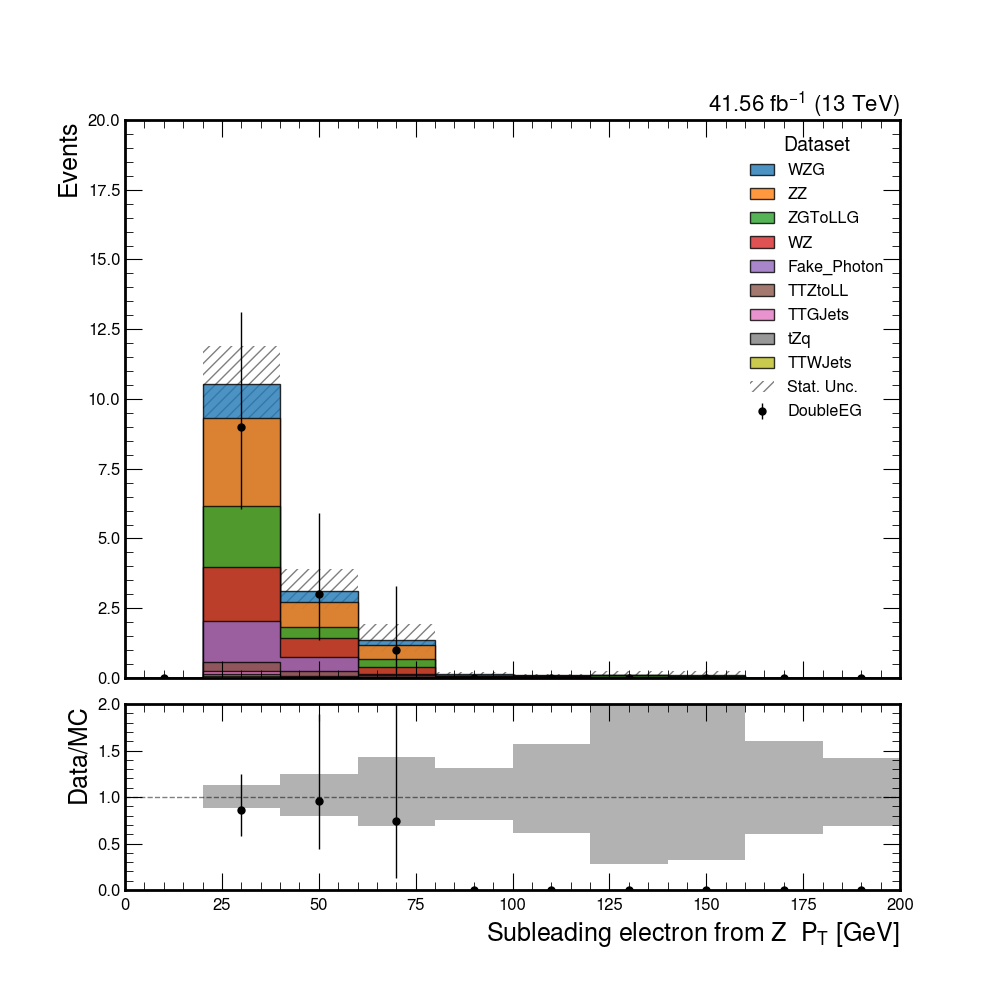 41.56 fb⁻¹ (13 TeV)
Events
20.0
17.5
15.0
12.5
10.0
7.5
5.0
2.5
0.0
Dataset
WZG
ZZ
ZGToLLG
WZ
Fake_Photon
TTZtoLL
TTGJets
tZq
TTWJets
Stat. Unc.
DoubleEG
Data/MC
2.0
1.5
1.0
0.5
0.0
0 25 50 75 100 125 150 175 200
Subleading electron from Z P_T [GeV]